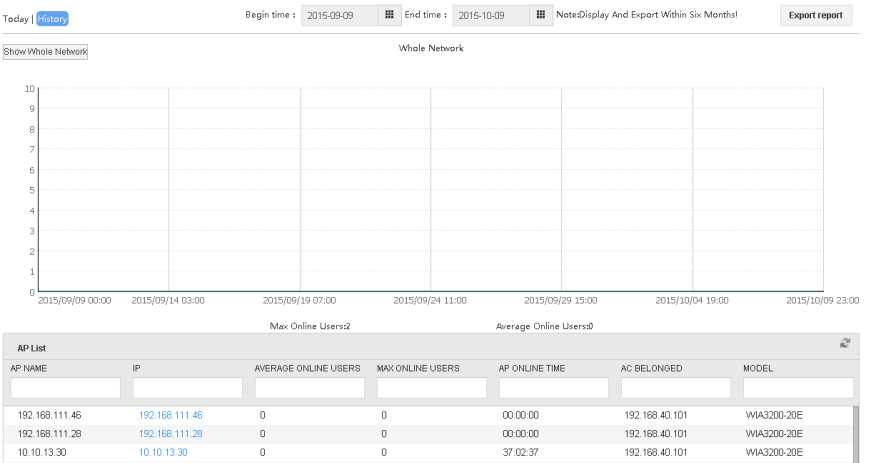 Today | History Begin time : 2015-09-09 End time : 2015-10-09 Note:Display And Export Within Six Months! Export report
Show Whole Network Whole Network
10
9
8
7
6
5
4
3
2
1
0
2015/09/09 00:00 2015/09/14 03:00 2015/09/19 07:00 2015/09/24 11:00 2015/09/29 15:00 2015/10/04 19:00 2015/10/09 23:00
Max Online Users:2 Average Online Users:0
AP List
AP NAME IP AVERAGE ONLINE USERS MAX ONLINE USERS AP ONLINE TIME AC BELONGED MODEL
192.168.111.46 192.168.111.46 0 0 00:00:00 192.168.40.101 WIA3200-20E
192.168.111.28 192.168.111.28 0 0 00:00:00 192.168.40.101 WIA3200-20E
10.10.13.30 10.10.13.30 0 0 37:02:37 192.168.40.101 WIA3200-20E